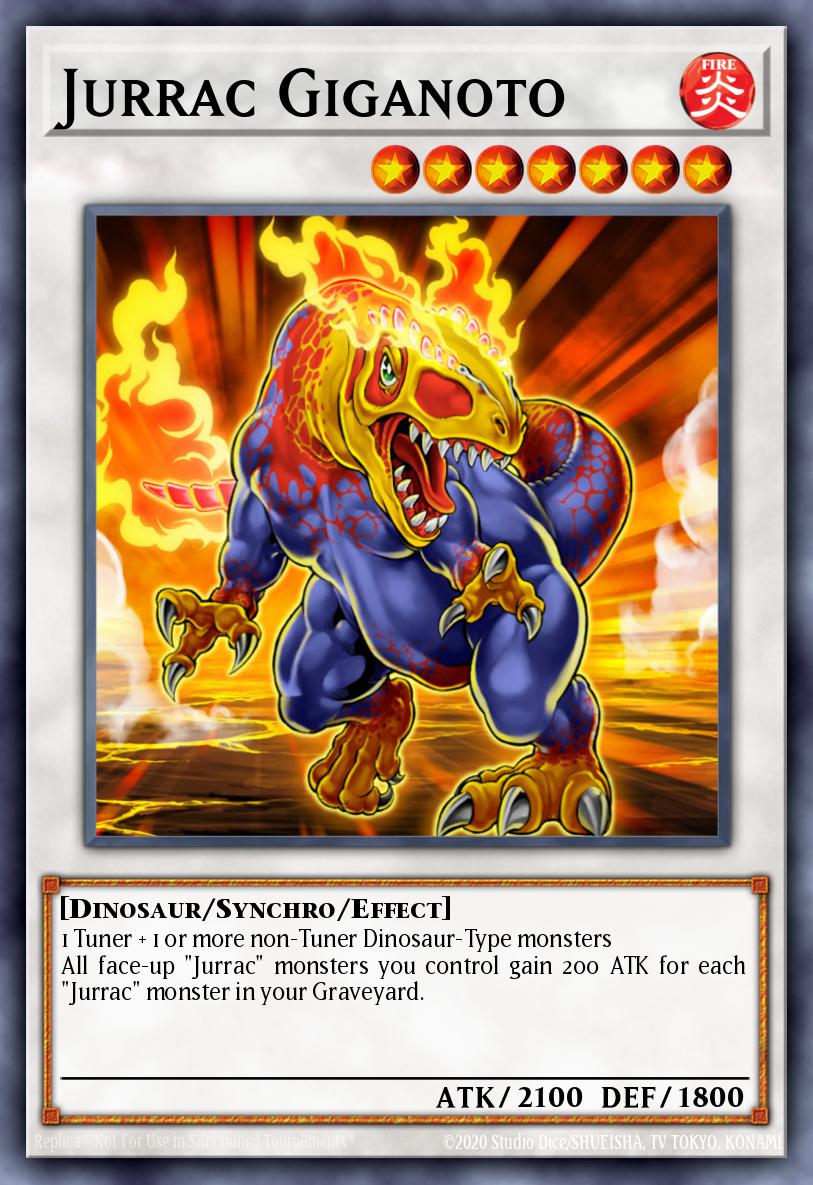 Jurrac Giganoto
FIRE
炎
[Dinosaur/Synchro/Effect]
1 Tuner + 1 or more non-Tuner Dinosaur-Type monsters
All face-up "Jurrac" monsters you control gain 200 ATK for each
"Jurrac" monster in your Graveyard.
ATK/2100 DEF/1800
Replica - Not For Use in Sanctioned Tournaments
©2020 Studio Dice/SHUEISHA, TV TOKYO, KONAMI